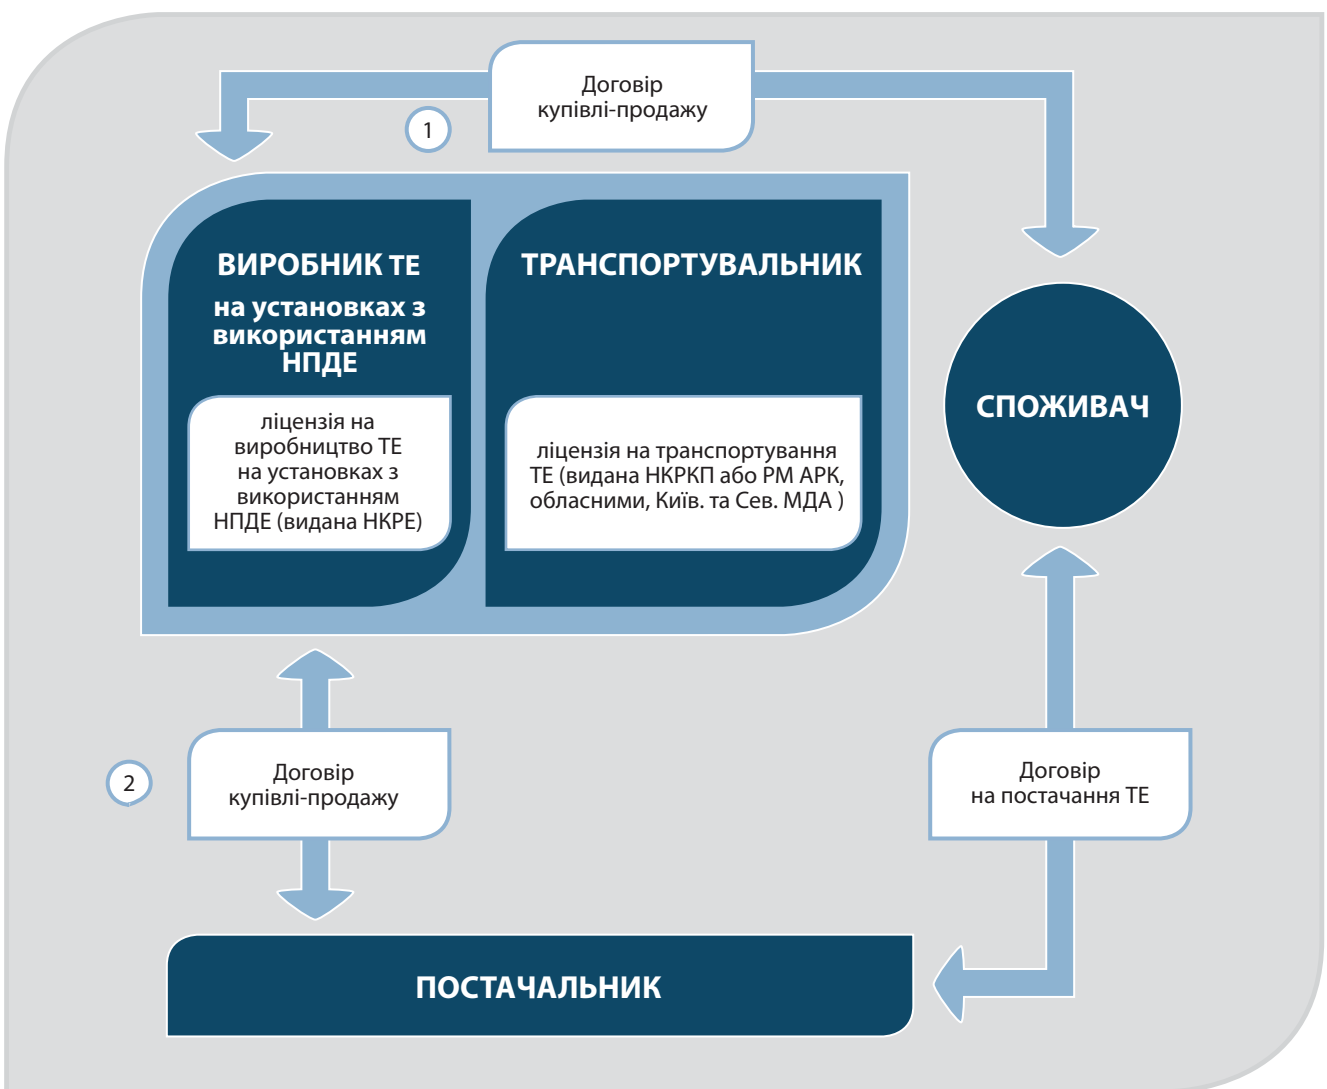 Договір
купівлі-продажу
1
ВИРОБНИК ТЕ
на установках з
використанням
НПДЕ
ліцензія на
виробництво ТЕ
на установках з
використанням
НПДЕ (видана НКРЕ)
ТРАНСПОРТУВАЛЬНИК
ліцензія на транспортування
ТЕ (видана НКРКП або РМ АРК,
обласними, Київ. та Сев. МДА )
СПОЖИВАЧ
2
Договір
купівлі-продажу
Договір
на постачання ТЕ
ПОСТАЧАЛЬНИК